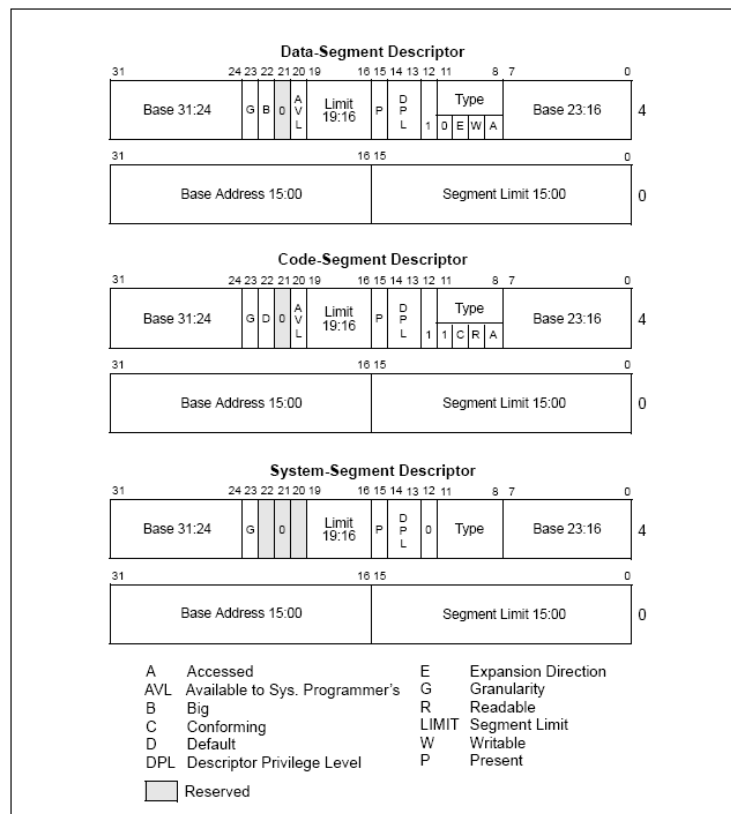 Data-Segment Descriptor
31 24 23 22 21 20 19 16 15 14 13 12 11 8 7 0
Base 31:24 G B 0 AVL Limit 19:16 P DPL 1 Type 0 E W A Base 23:16 4
31 16 15 0
Base Address 15:00 Segment Limit 15:00 0
Code-Segment Descriptor
31 24 23 22 21 20 19 16 15 14 13 12 11 8 7 0
Base 31:24 G D 0 AVL Limit 19:16 P DPL 1 Type 1 C R A Base 23:16 4
31 16 15 0
Base Address 15:00 Segment Limit 15:00 0
System-Segment Descriptor
31 24 23 22 21 20 19 16 15 14 13 12 11 8 7 0
Base 31:24 G 0 Limit 19:16 P DPL 0 Type Base 23:16 4
31 16 15 0
Base Address 15:00 Segment Limit 15:00 0
A Accessed E Expansion Direction
AVL Available to Sys. Programmer's G Granularity
B Big R Readable
C Conforming LIMIT Segment Limit
D Default W Writable
DPL Descriptor Privilege Level P Present
Reserved